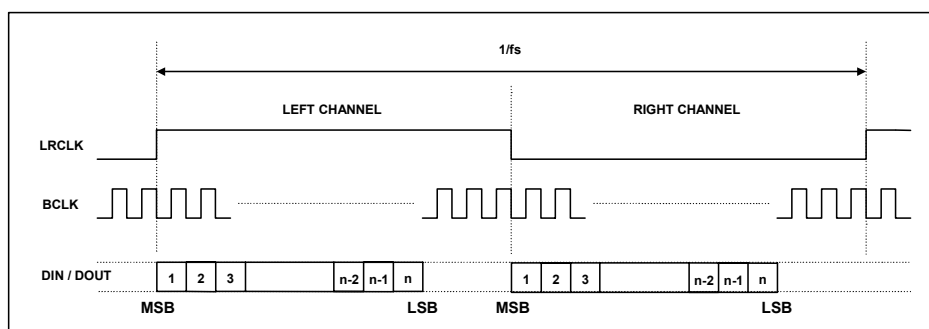 1/fs
LEFT CHANNEL RIGHT CHANNEL
LRCLK
BCLK
DIN / DOUT 1 2 3 n-2 n-1 n 1 2 3 n-2 n-1 n
MSB LSB MSB LSB